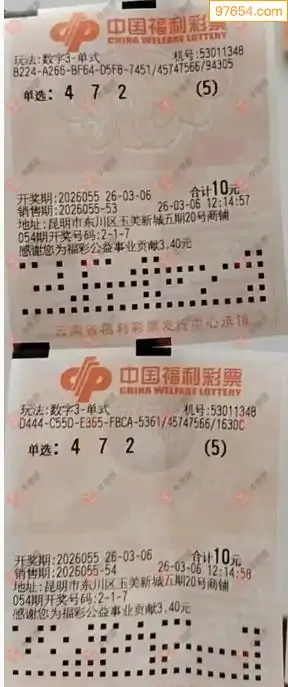 97654.com
中国福利彩票
CHINA WELFARE LOTTERY
玩法:数字3-单式 机号:53011348
B224-A266-BF64-D5F8-7451/45747566/94305
单选: 4 7 2 (5)
开奖期:2026055 26-03-06 合计10元
销售期:2026055-53 26-03-06 12:14:57
地址:昆明市东川区玉美新城五期20号商铺
054期开奖号码:2-1-7
感谢您为福彩公益事业贡献3.40元
云南省福利彩票发行中心承销
中国福利彩票
CHINA WELFARE LOTTERY
玩法:数字3-单式 机号:53011348
D444-C55D-E365-FBCA-5361/45747566/1630C
单选: 4 7 2 (5)
开奖期:2026055 26-03-06 合计10元
销售期:2026055-54 26-03-06 12:14:58
地址:昆明市东川区玉美新城五期20号商铺
054期开奖号码:2-1-7
感谢您为福彩公益事业贡献3.40元